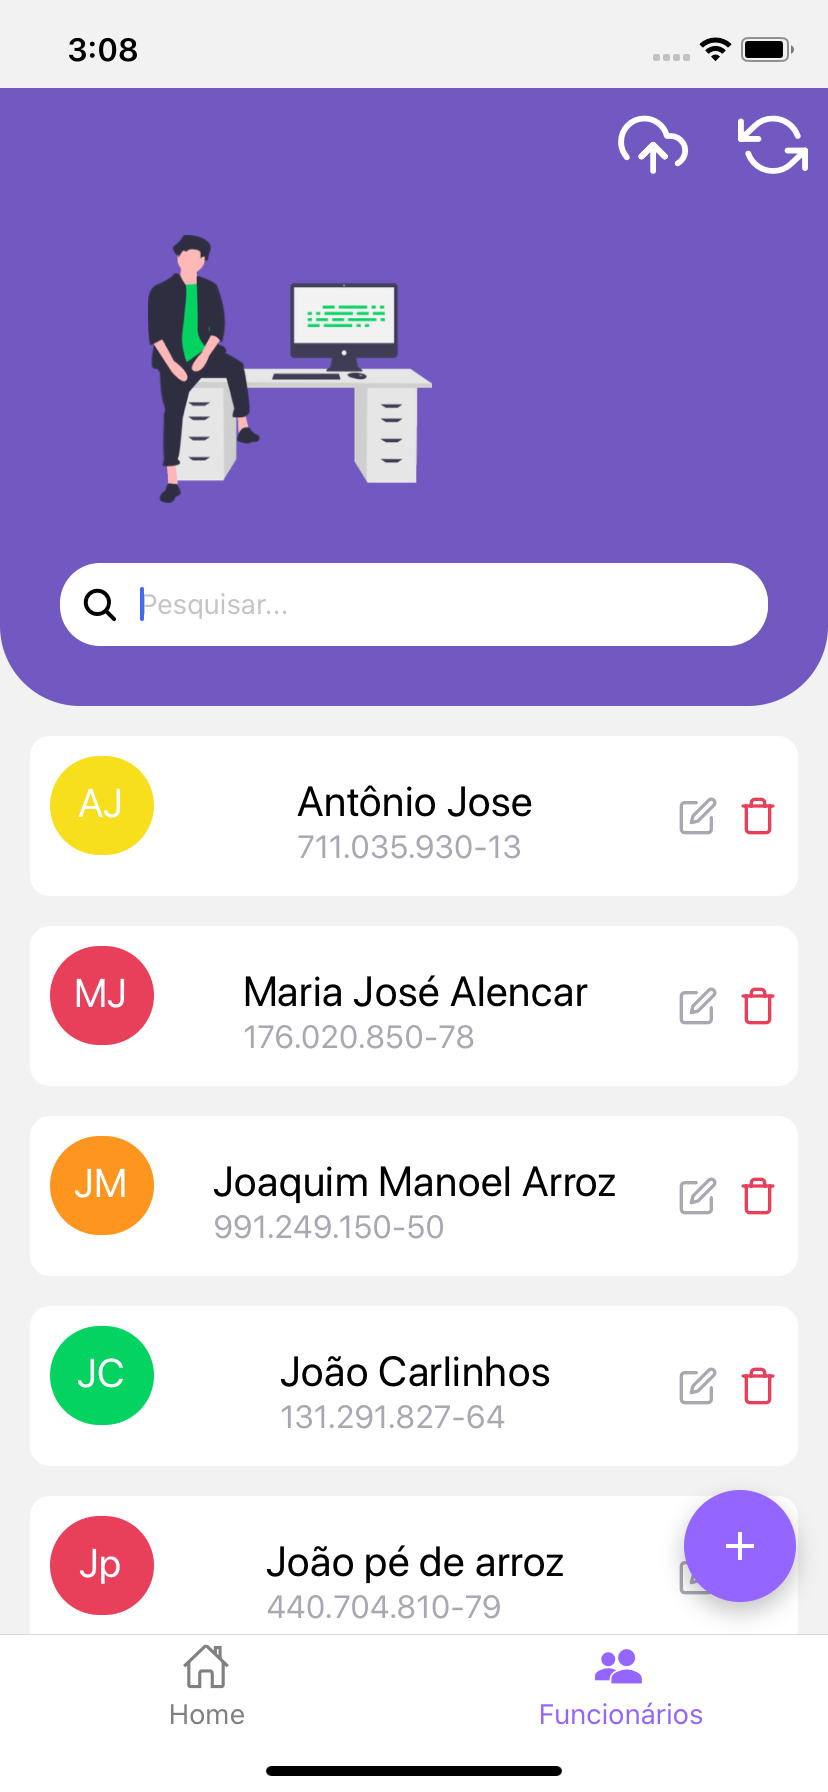 3:08
Pesquisar...
AJ
Antônio Jose
711.035.930-13
MJ
Maria José Alencar
176.020.850-78
JM
Joaquim Manoel Arroz
991.249.150-50
JC
João Carlinhos
131.291.827-64
Jp
João pé de arroz
440.704.810-79
Home
Funcionários